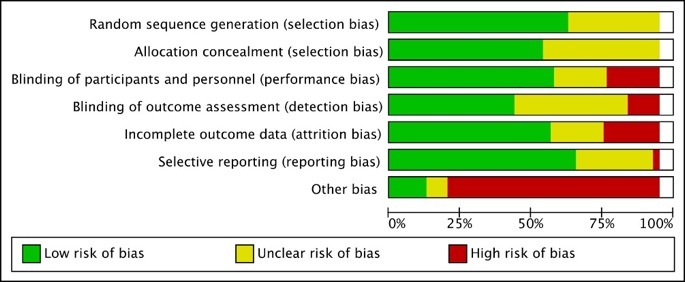 Random sequence generation (selection bias)
Allocation concealment (selection bias)
Blinding of participants and personnel (performance bias)
Blinding of outcome assessment (detection bias)
Incomplete outcome data (attrition bias)
Selective reporting (reporting bias)
Other bias
0% 25% 50% 75% 100%
Low risk of bias Unclear risk of bias High risk of bias